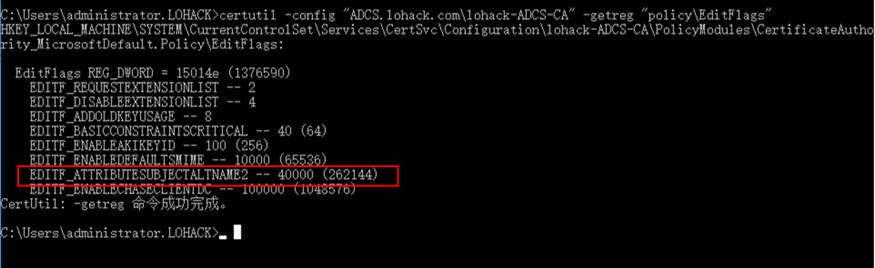 C:\Users\administrator.LOHACK>certutil -config "ADCS.lohack.com\lohack-ADCS-CA" -getreg "policy\EditFlags"
HKEY_LOCAL_MACHINE\SYSTEM\CurrentControlSet\Services\CertSvc\Configuration\lohack-ADCS-CA\PolicyModules\CertificateAutho
rity_MicrosoftDefault.Policy\EditFlags:
EditFlags REG_DWORD = 15014e (1376590)
EDITF_REQUESTEXTENSIONLIST -- 2
EDITF_DISABLEEXTENSIONLIST -- 4
EDITF_ADDOLDKEYUSAGE -- 8
EDITF_BASICCONSTRAINTSCRITICAL -- 40 (64)
EDITF_ENABLEAKIKEYID -- 100 (256)
EDITF_ENABLEDEFAULTSMIME -- 10000 (65536)
EDITF_ATTRIBUTESUBJECTALTNAME2 -- 40000 (262144)
EDITF_ENABLECHASECLIENTDC -- 100000 (1048576)
CertUtil: -getreg 命令成功完成。
C:\Users\administrator.LOHACK>